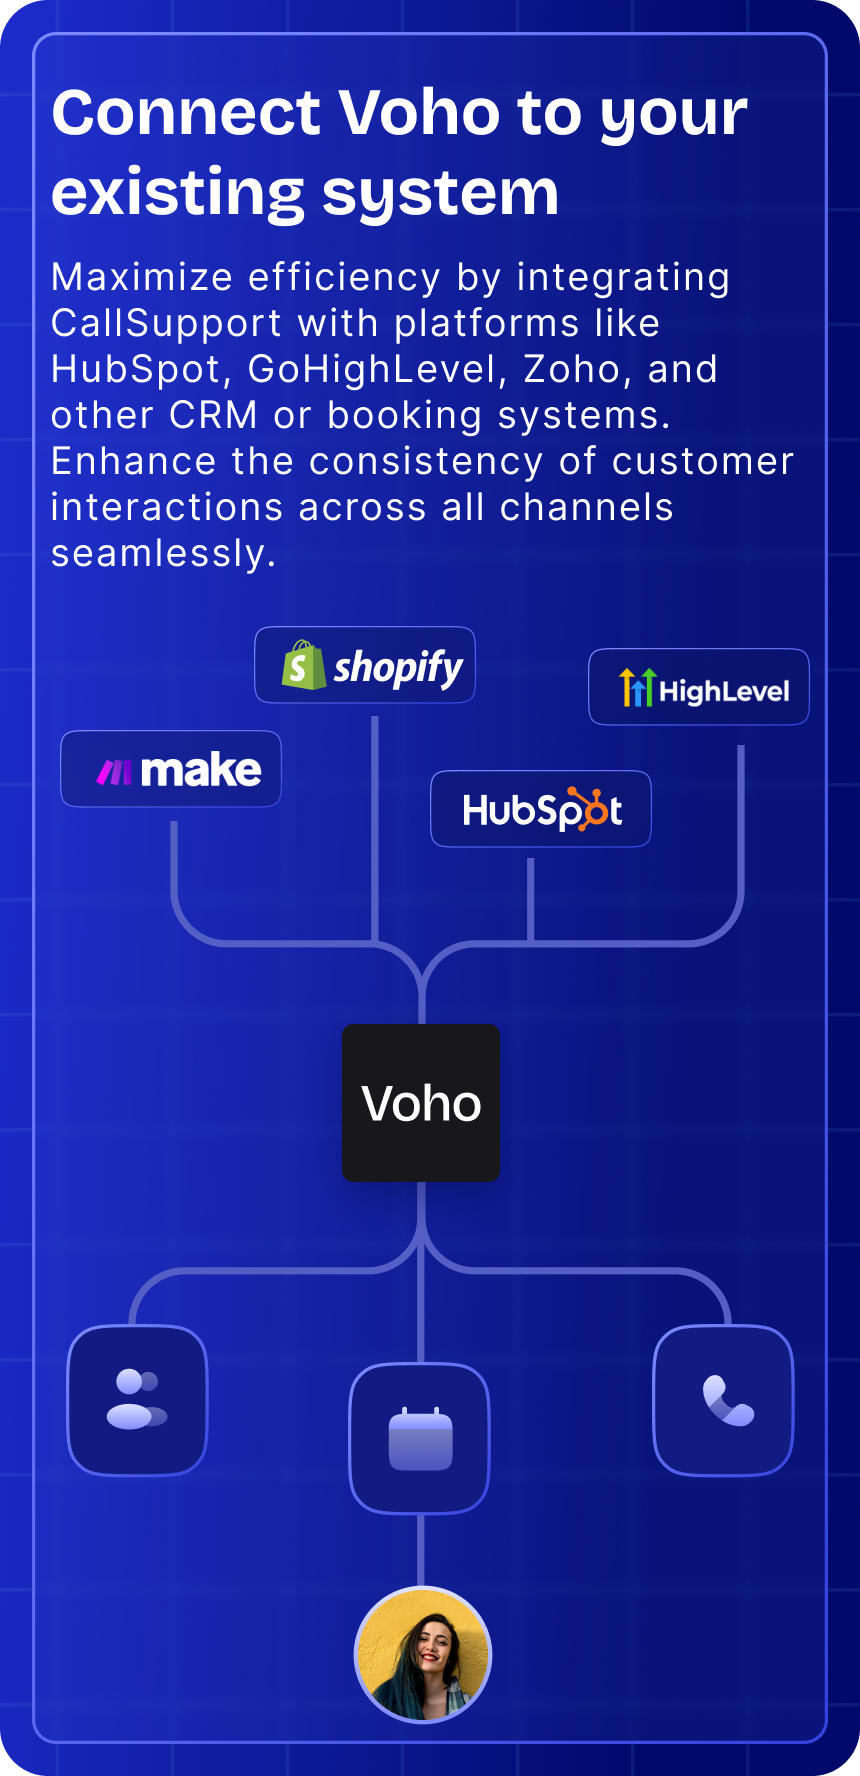 Connect Voho to your
existing system
Maximize efficiency by integrating
CallSupport with platforms like
HubSpot, GoHighLevel, Zoho, and
other CRM or booking systems.
Enhance the consistency of customer
interactions across all channels
seamlessly.
S shopify
HighLevel
make
HubSpot
Voho